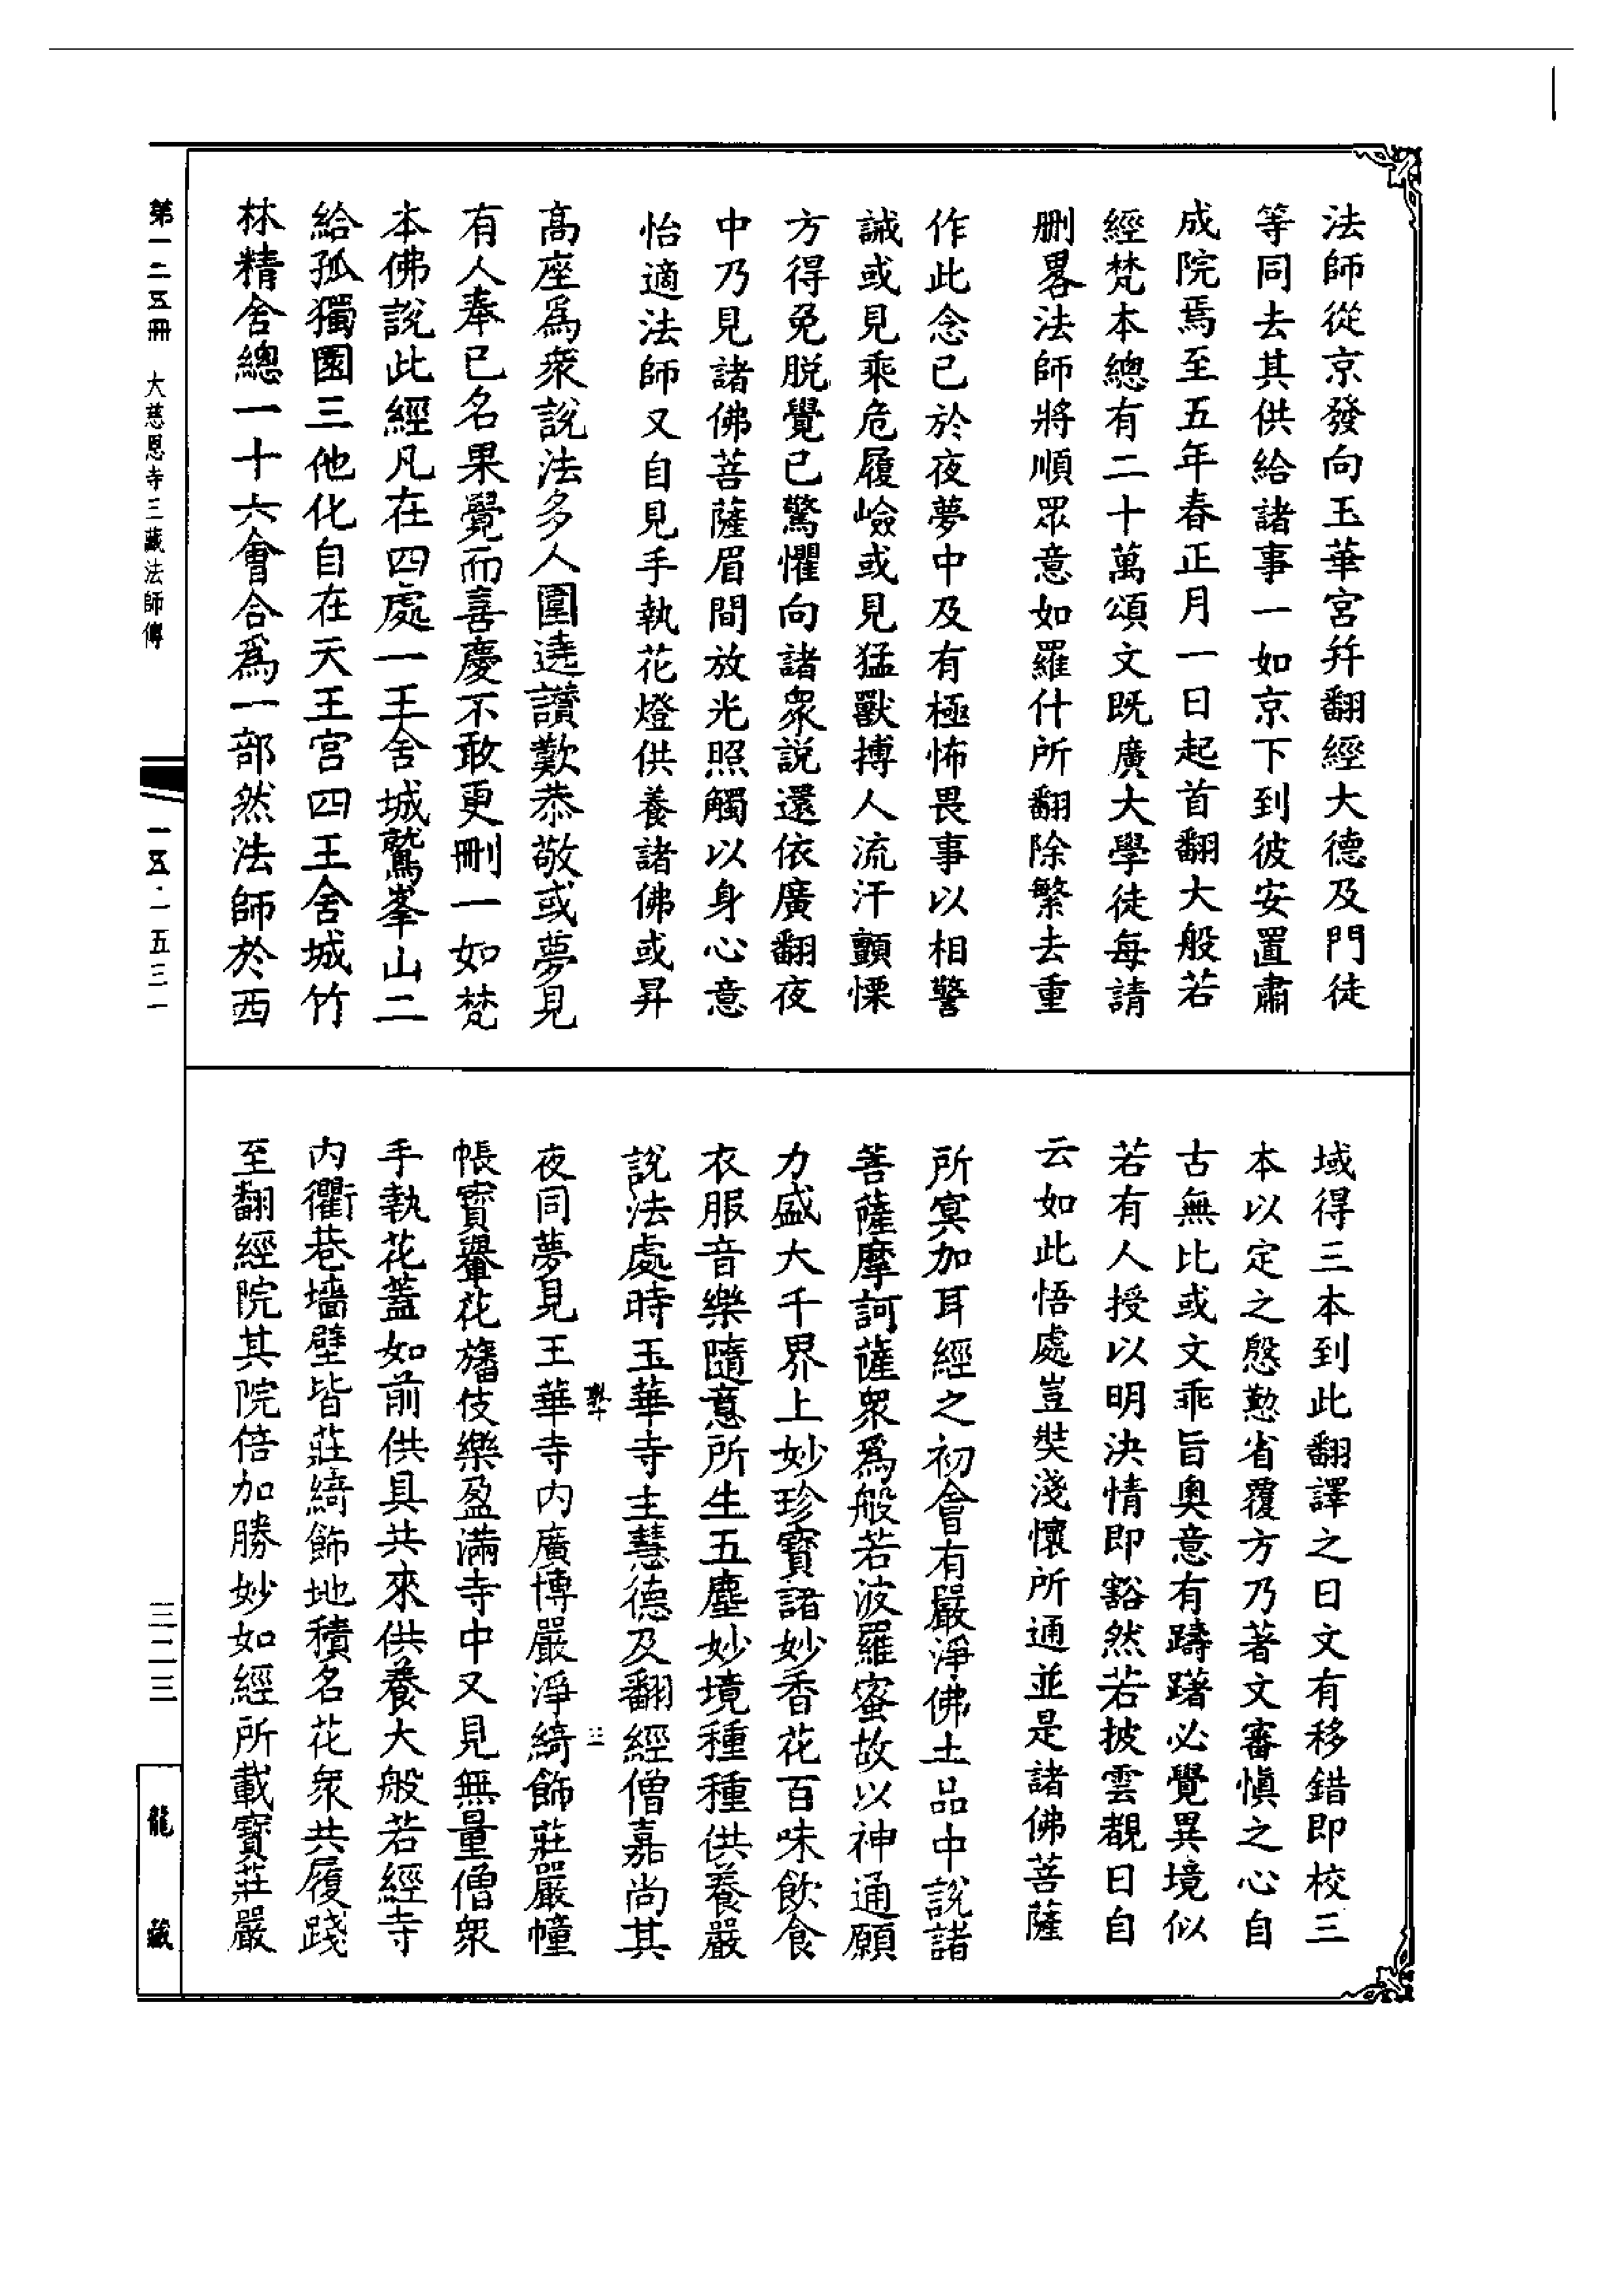 法師從京發向玉華宮并翻經大德及門徒
等同去其供給諸事一如京下到彼安置肅
成院焉至五年春正月一日起首翻大般若
經梵本總有二十萬頌文既廣大學徒每請
删畧法師將順眾意如羅什所翻除繁去重
作此念已於夜夢中及有極怖畏事以相警
誡或見乘危履嶮或見猛獸搏人流汗顫慄
方得免脱覺已驚懼向諸衆說還依廣翻夜
中乃見諸佛菩薩眉間放光照觸以身心意
怡適法師又自見手執花燈供養諸佛或昇
高座爲衆説法多人圍遶讃歎恭敬或夢見
有人奉已名果覺而喜慶不敢更刪一如梵
本佛説此經凡在四處一王舍城鷲峯山二
給孤獨園三他化自在天王宮四王舍城竹
林精舍總一十六會合爲一部然法師於西
域得三本到此翻譯之日文有移錯即校三
本以定之慇懃省覆方乃著文審慎之心自
古無比或文乖旨奧意有躊躇必覺異境似
若有人授以明決情即豁然若披雲覩日自
云如此悟處豈奘淺懷所通並是諸佛菩薩
所冥加耳經之初會有嚴淨佛土品中説諸
菩薩摩訶薩衆爲般若波羅蜜故以神通願
力盛大千界上妙珍寶諸妙香花百味飲食
衣服音樂隨意所生五塵妙境種種供養嚴
説法處時玉華寺主慧德及翻經僧嘉尚其
夜同夢見玉華寺内廣博嚴淨綺飾莊嚴幢
帳寶轝花旛伎樂盈滿寺中又見無量僧衆
手執花蓋如前供具共來供養大般若經寺
内衢巷墻壁皆莊綺飾地積名花衆共履踐
至翻經院其院倍加勝妙如經所載寶莊嚴
第一二五冊　大慈恩寺三藏法師傳
一五·一五三一
三二三
龍藏